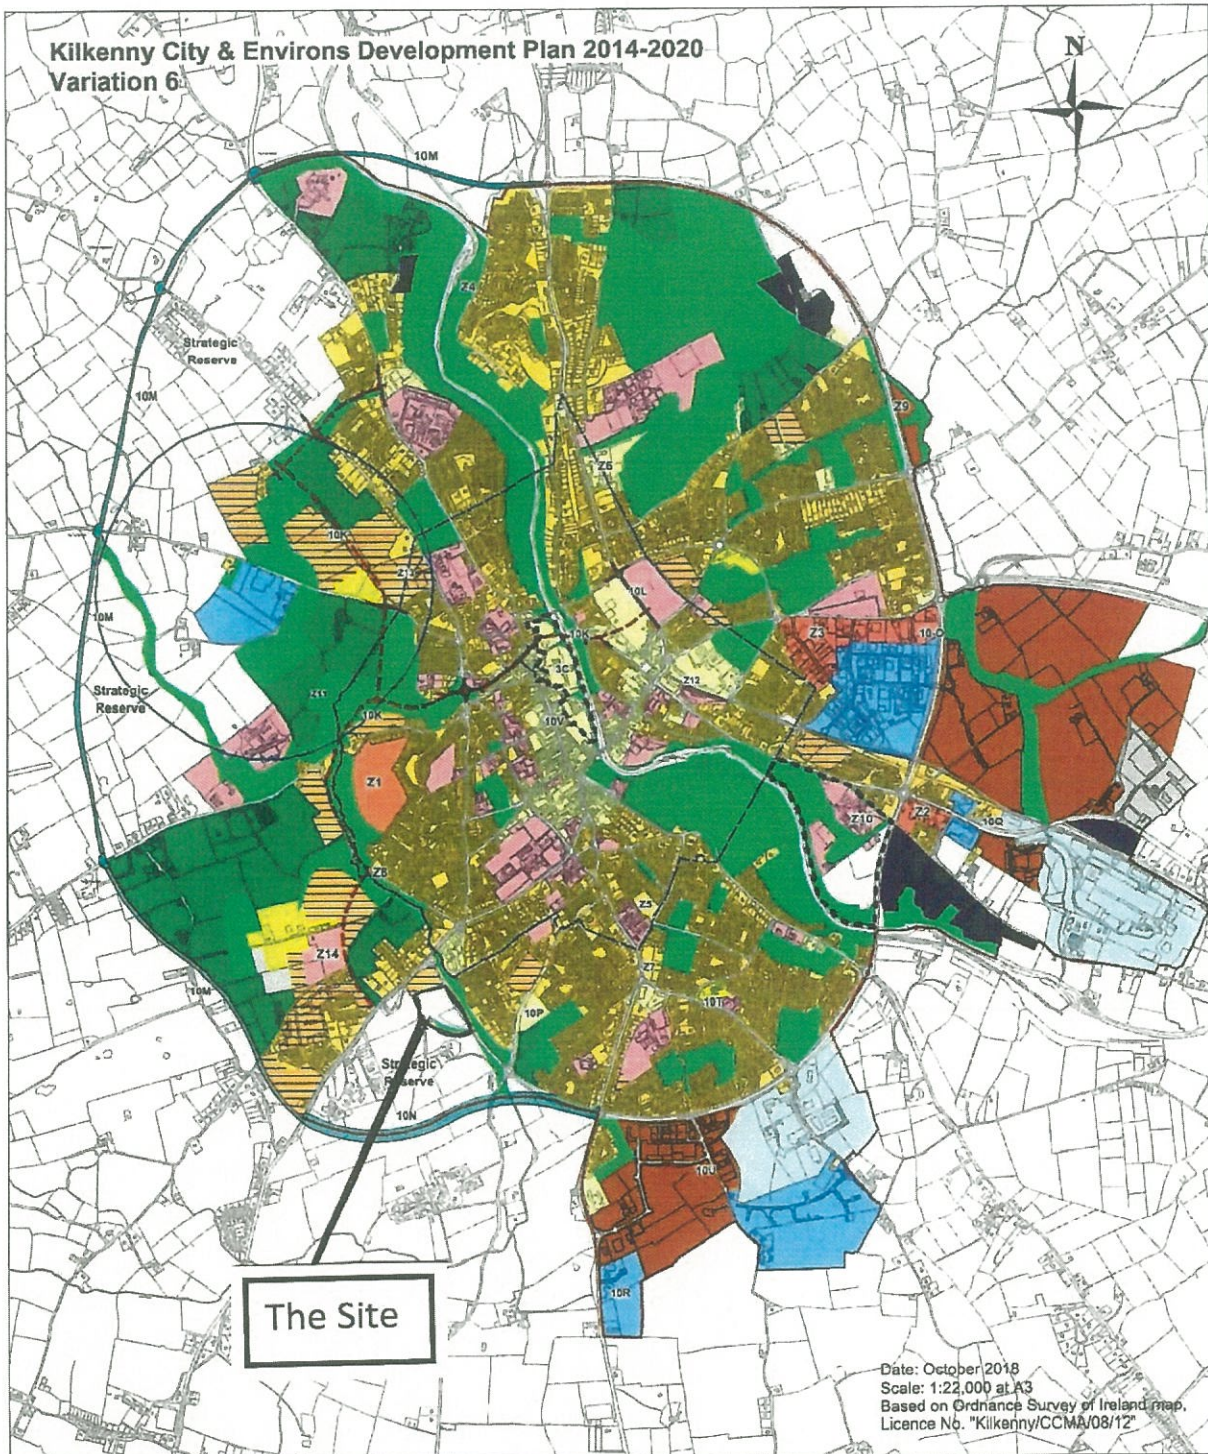 Kilkenny City & Environs Development Plan 2014-2020
Variation 6
N
10M
Z4
Strategic
Reserve
10M
Z9
Z6
10K
10L
10K
Z3
10-O
10M
3C
Z12
Strategic
Reserve
Z11
10K
10V
Z1
Z10
Z2
10Q
Z8
Z5
Z14
Z7
10M
10T
10P
Strategic
Reserve
10N
10U
10R
The Site
Date: October 2018
Scale: 1:22,000 at A3
Based on Ordnance Survey of Ireland map.
Licence No. "Kilkenny/CCMA/08/12"